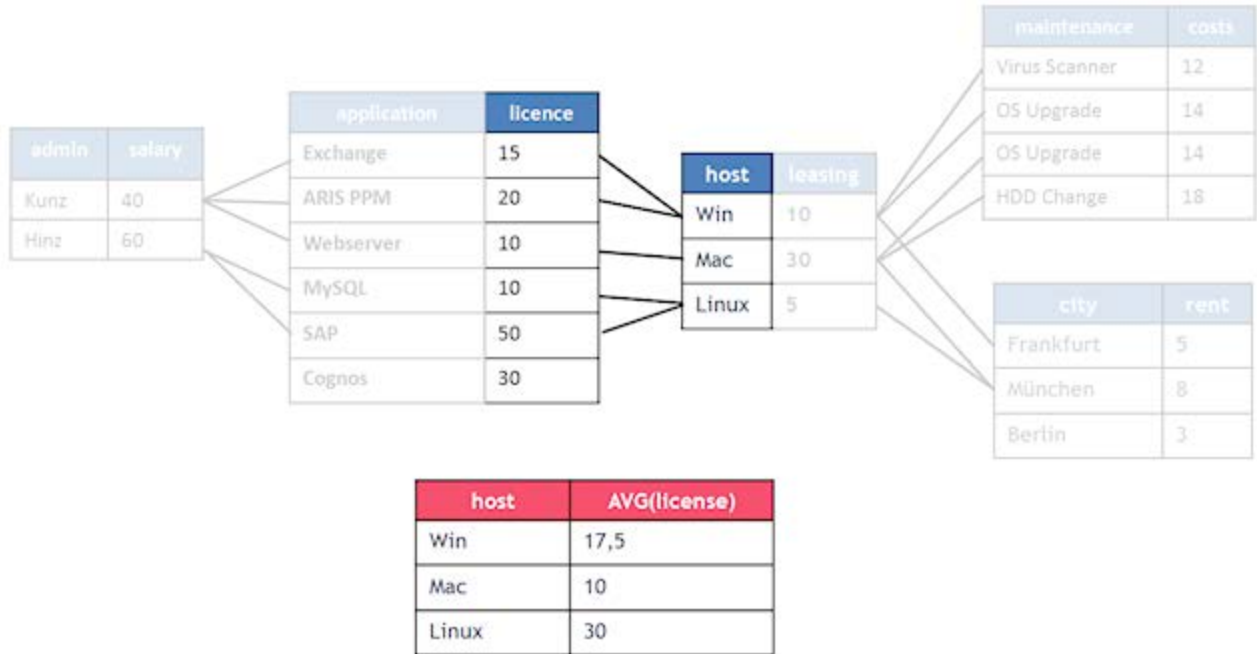 maintenance costs
Virus Scanner 12
OS Upgrade 14
OS Upgrade 14
HDD Change 18
application licence
Exchange 15
ARIS PPM 20
Webserver 10
MySQL 10
SAP 50
Cognos 30
admin salary
Kunz 40
Hinz 60
host leasing
Win 10
Mac 30
Linux 5
city rent
Frankfurt 5
München 8
Berlin 3
host AVG(license)
Win 17,5
Mac 10
Linux 30